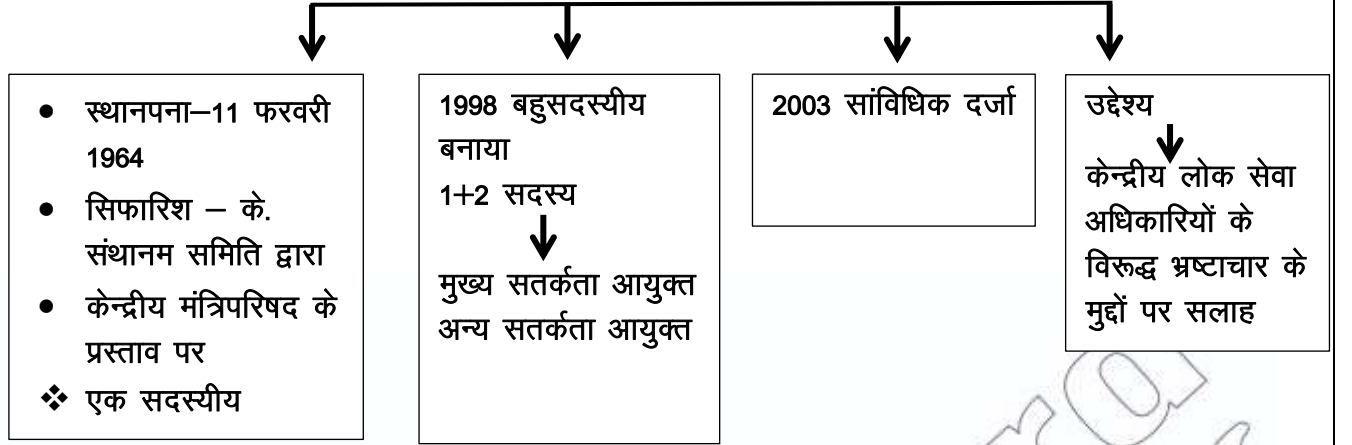 • स्थानपना–11 फरवरी
1964
• सिफारिश – के.
संथानम समिति द्वारा
• केन्द्रीय मंत्रिपरिषद के
प्रस्ताव पर
❖ एक सदस्यीय
1998 बहुसदस्यीय
बनाया
1+2 सदस्य
मुख्य सतर्कता आयुक्त
अन्य सतर्कता आयुक्त
2003 सांविधिक दर्जा
उद्देश्य
केन्द्रीय लोक सेवा
अधिकारियों के
विरूद्ध भ्रष्टाचार के
मुद्दों पर सलाह